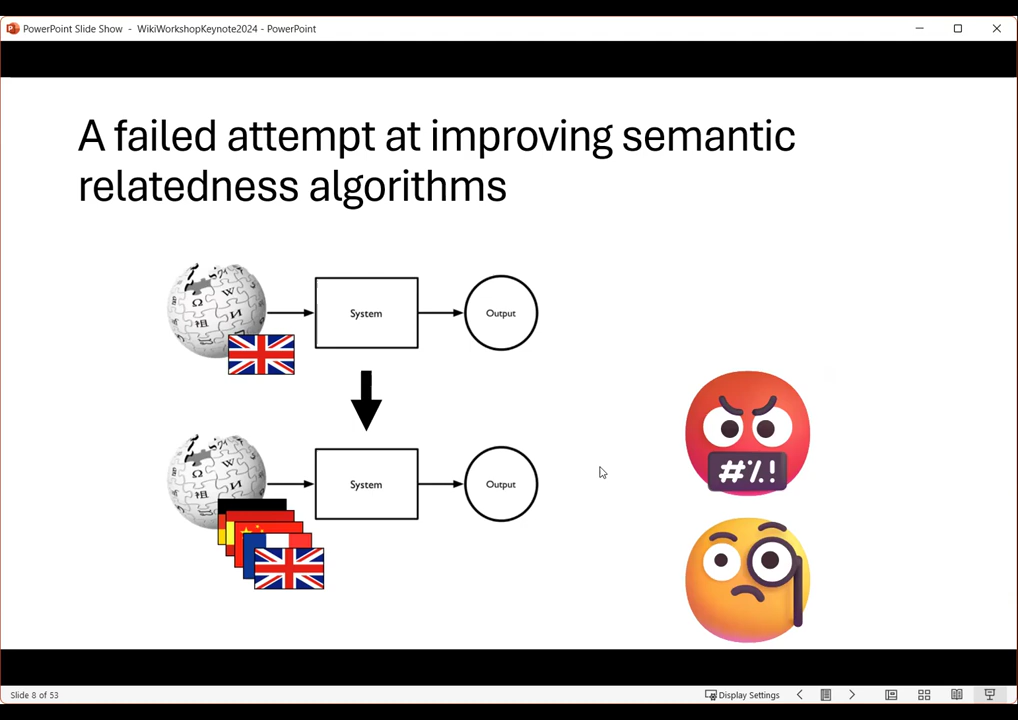 PowerPoint Slide Show - WikiWorkshopKeynote2024 - PowerPoint
A failed attempt at improving semantic
relatedness algorithms
System
Output
System
Output
#%!
Slide 8 of 53
Display Settings